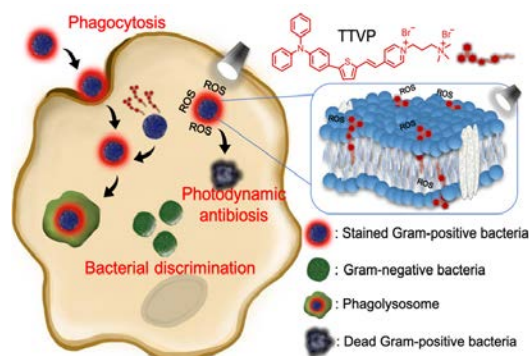 Phagocytosis
TTVP
Br⊖
Br⊖
N
S
⊕N
N⊕
ROS
ROS
ROS
ROS
ROS
ROS
ROS
ROS
Photodynamic
antibiosis
Bacterial discrimination
: Stained Gram-positive bacteria
: Gram-negative bacteria
: Phagolysosome
: Dead Gram-positive bacteria